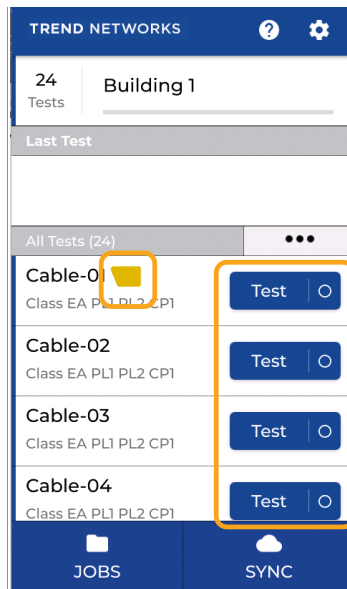 TREND NETWORKS
24
Tests
Building 1
Last Test
All Tests (24)
Cable-01
Class EA PL1 PL2 CP1
Test
Cable-02
Class EA PL1 PL2 CP1
Test
Cable-03
Class EA PL1 PL2 CP1
Test
Cable-04
Class EA PL1 PL2 CP1
Test
JOBS
SYNC